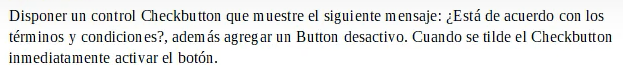 Disponer un control Checkbutton que muestre el siguiente mensaje: ¿Está de acuerdo con los
términos y condiciones?, además agregar un Button desactivo. Cuando se tilde el Checkbutton
inmediatamente activar el botón.